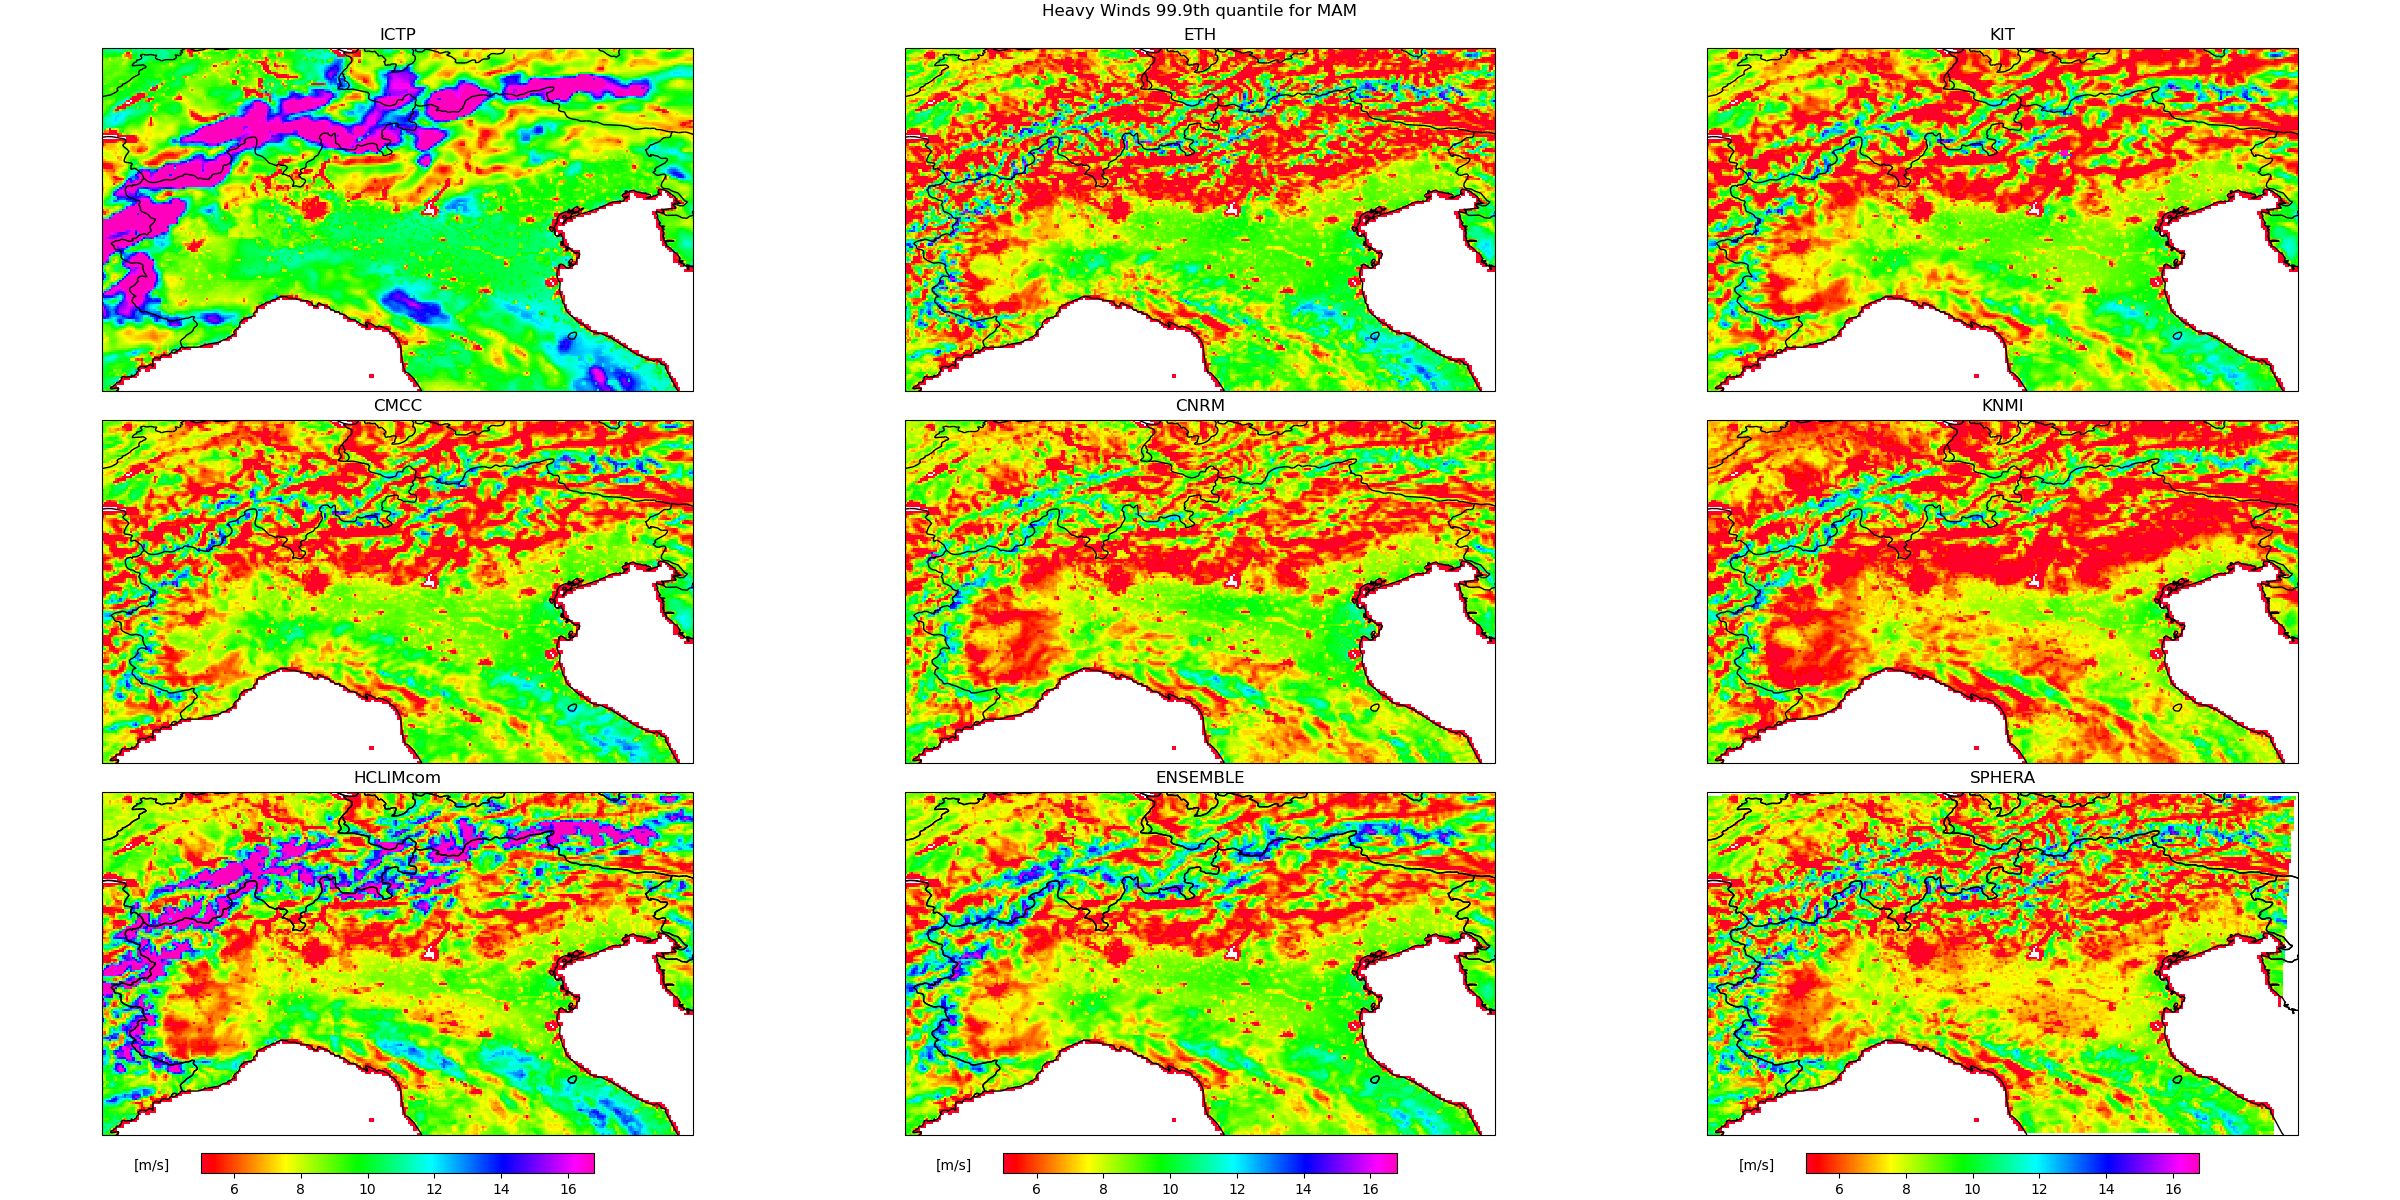 Heavy Winds 99.9th quantile for MAM
ICTP
ETH
KIT
CMCC
CNRM
KNMI
HCLIMcom
ENSEMBLE
SPHERA
[m/s]
6 8 10 12 14 16
[m/s]
6 8 10 12 14 16
[m/s]
6 8 10 12 14 16